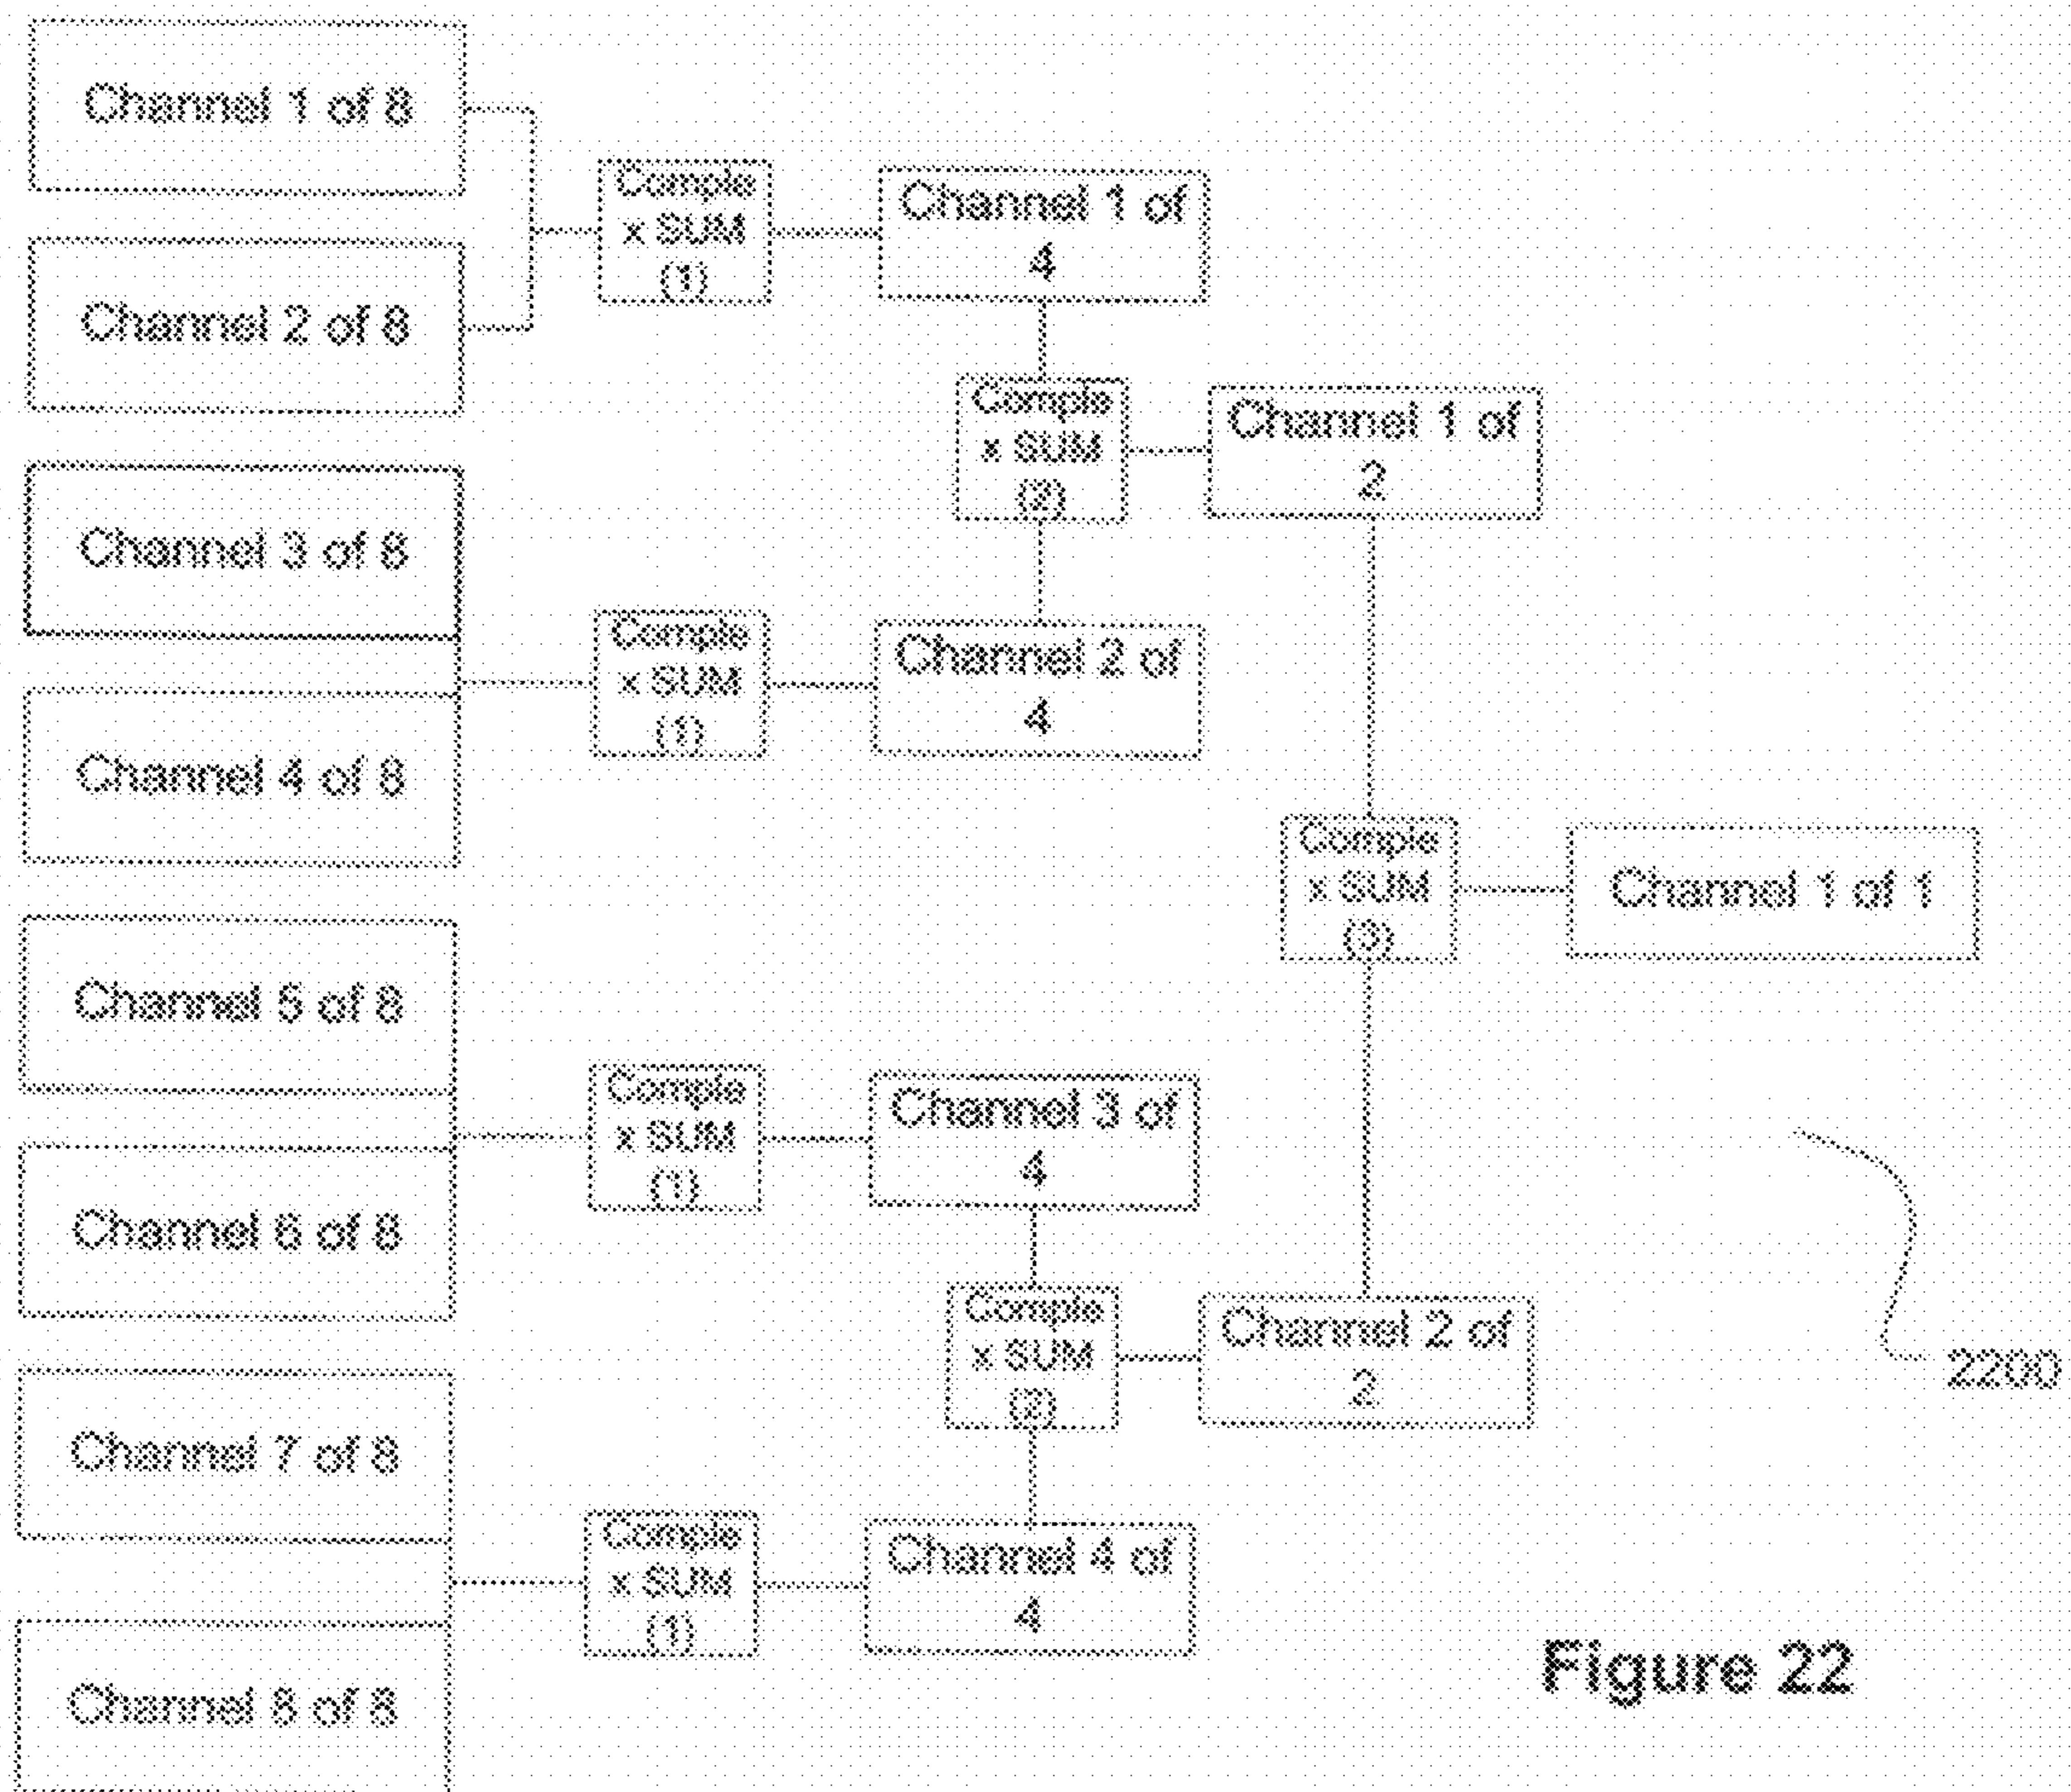 Channel 1 of 8
Channel 2 of 8
Channel 3 of 8
Channel 4 of 8
Channel 5 of 8
Channel 6 of 8
Channel 7 of 8
Channel 8 of 8
Comple
x SUM
(1)
Comple
x SUM
(1)
Comple
x SUM
(1)
Comple
x SUM
(1)
Channel 1 of
4
Channel 2 of
4
Channel 3 of
4
Channel 4 of
4
Comple
x SUM
(2)
Comple
x SUM
(2)
Channel 1 of
2
Channel 2 of
2
Comple
x SUM
(3)
Channel 1 of 1
2200
Figure 22